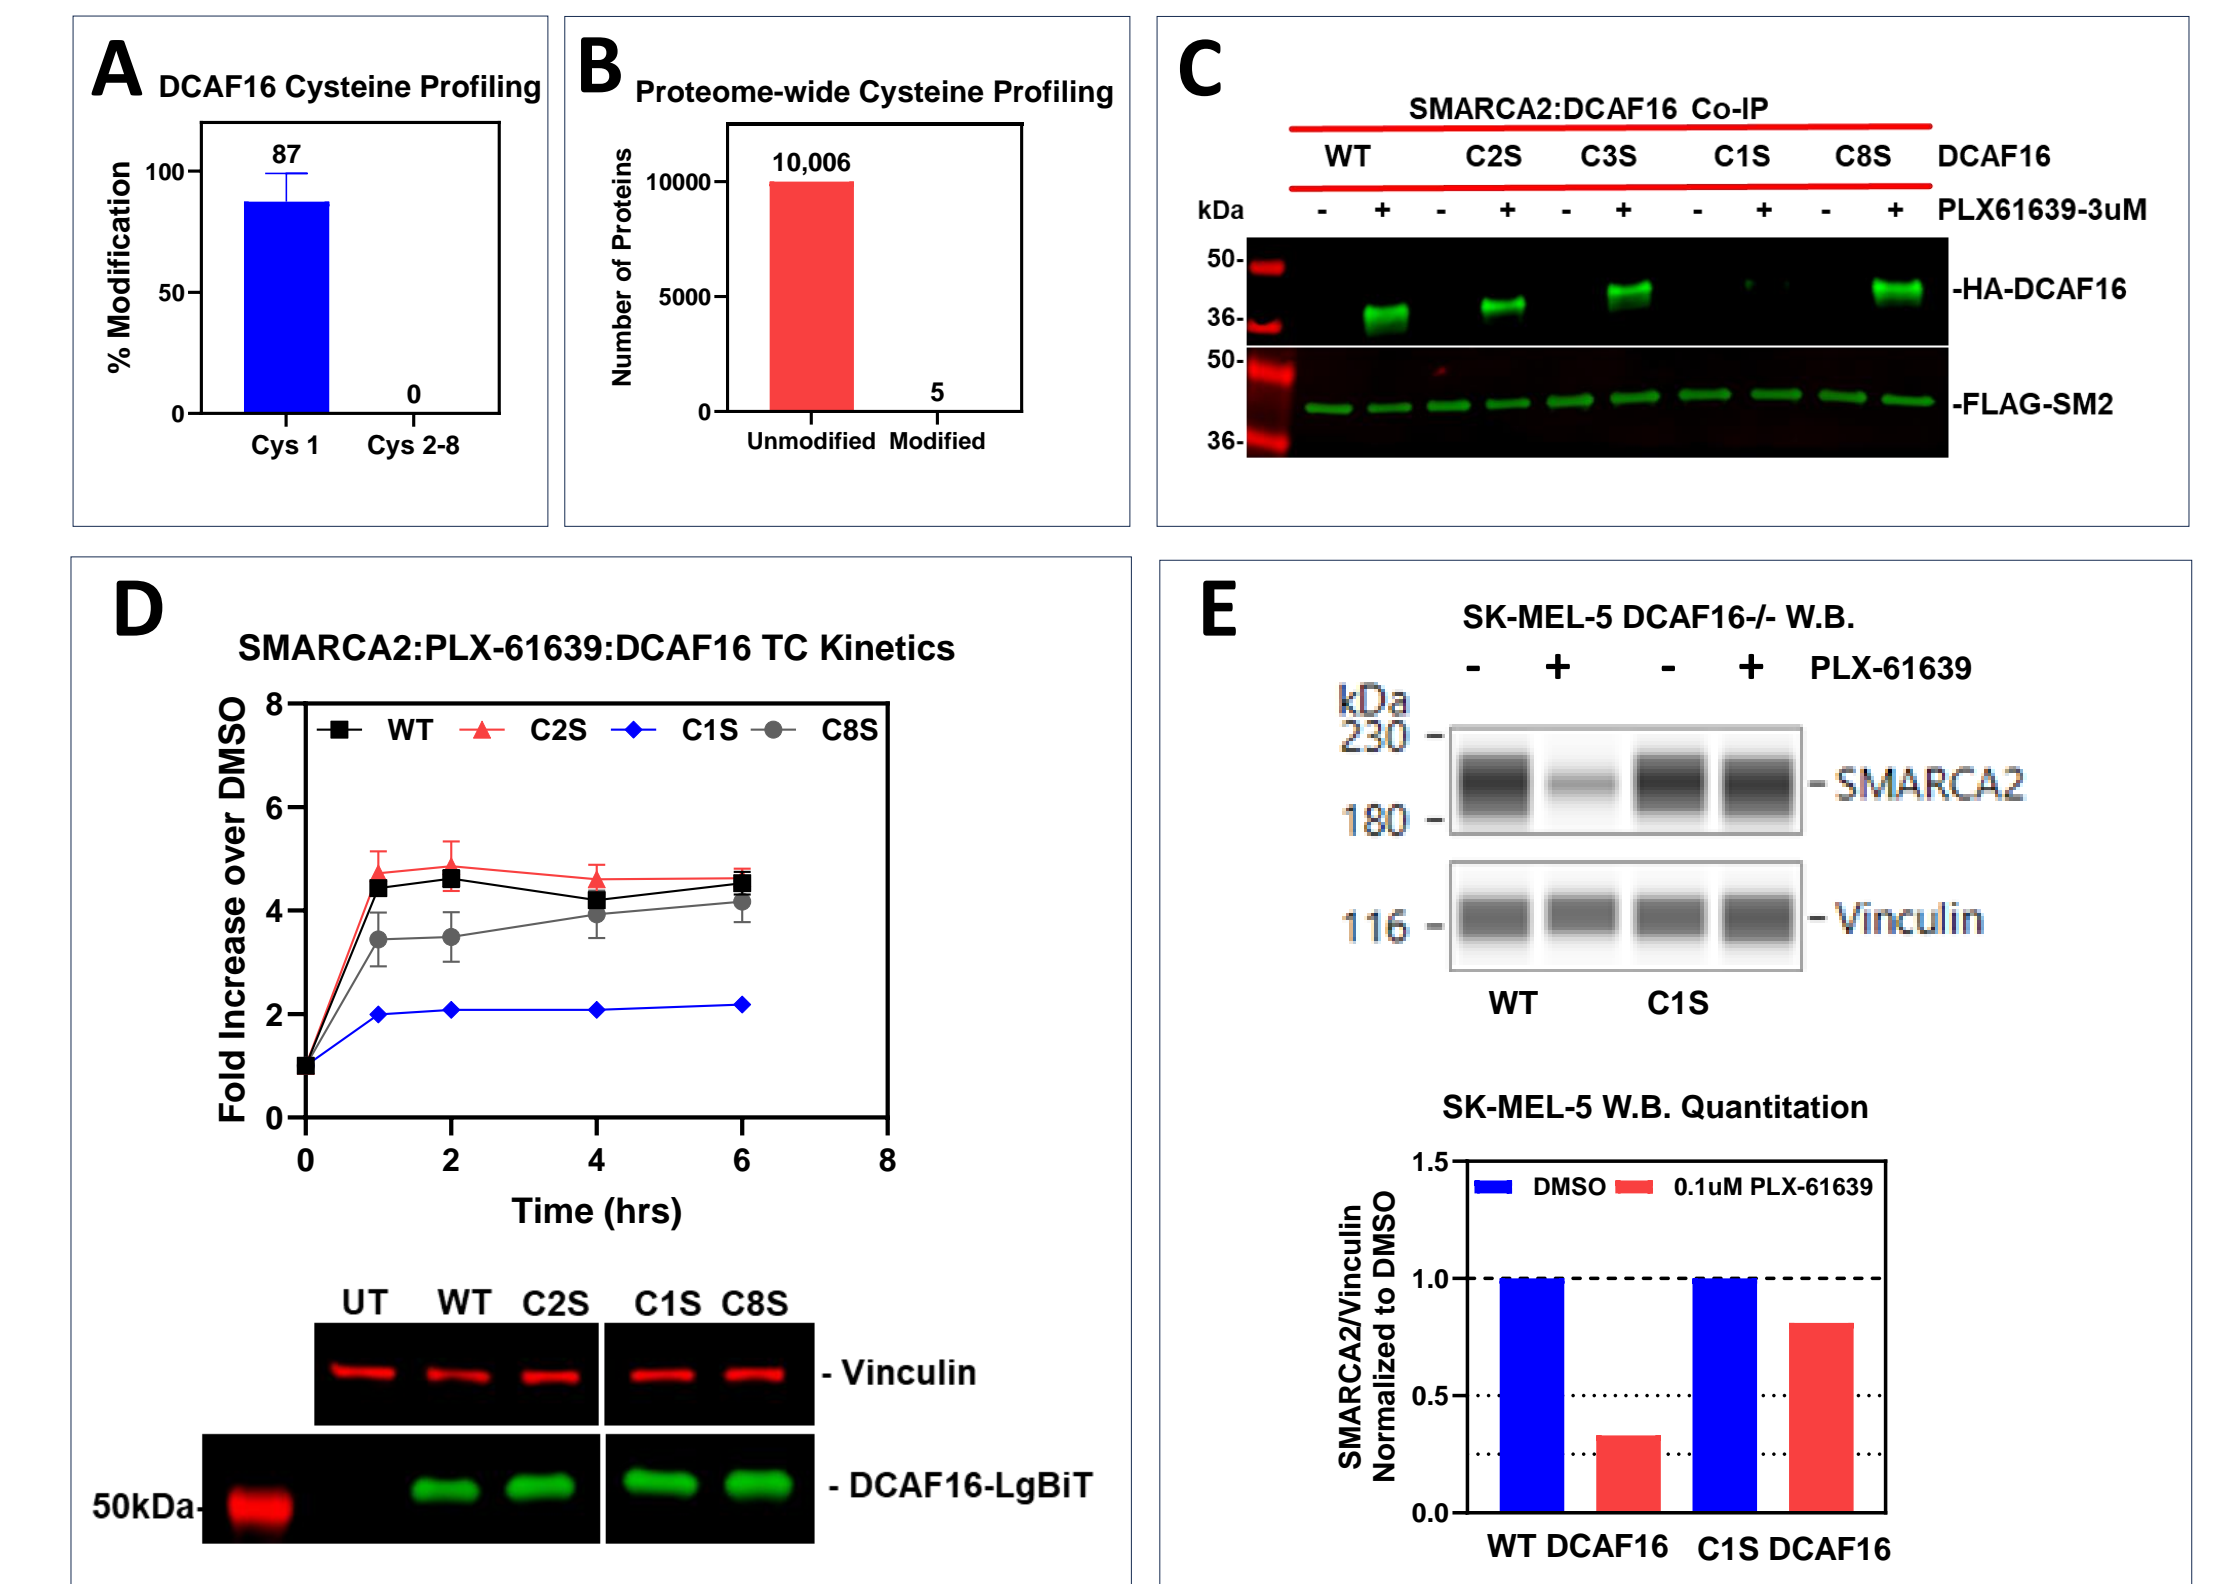 A
DCAF16 Cysteine Profiling
% Modification
100
50
0
87
0
Cys 1
Cys 2-8
B
Proteome-wide Cysteine Profiling
Number of Proteins
10000
5000
0
10,006
5
Unmodified Modified
C
SMARCA2:DCAF16 Co-IP
WT C2S C3S C1S C8S DCAF16
kDa - + - + - + - + - + PLX61639-3uM
50-
36-
-HA-DCAF16
50-
36-
-FLAG-SM2
D
SMARCA2:PLX-61639:DCAF16 TC Kinetics
Fold Increase over DMSO
8
6
4
2
0
WT C2S C1S C8S
0 2 4 6 8
Time (hrs)
UT WT C2S C1S C8S
- Vinculin
50kDa-
- DCAF16-LgBiT
E
SK-MEL-5 DCAF16-/- W.B.
- + - + PLX-61639
kDa
230 -
180 -
- SMARCA2
116 -
- Vinculin
WT C1S
SK-MEL-5 W.B. Quantitation
SMARCA2/Vinculin
Normalized to DMSO
1.5
1.0
0.5
0.0
DMSO 0.1uM PLX-61639
WT DCAF16 C1S DCAF16